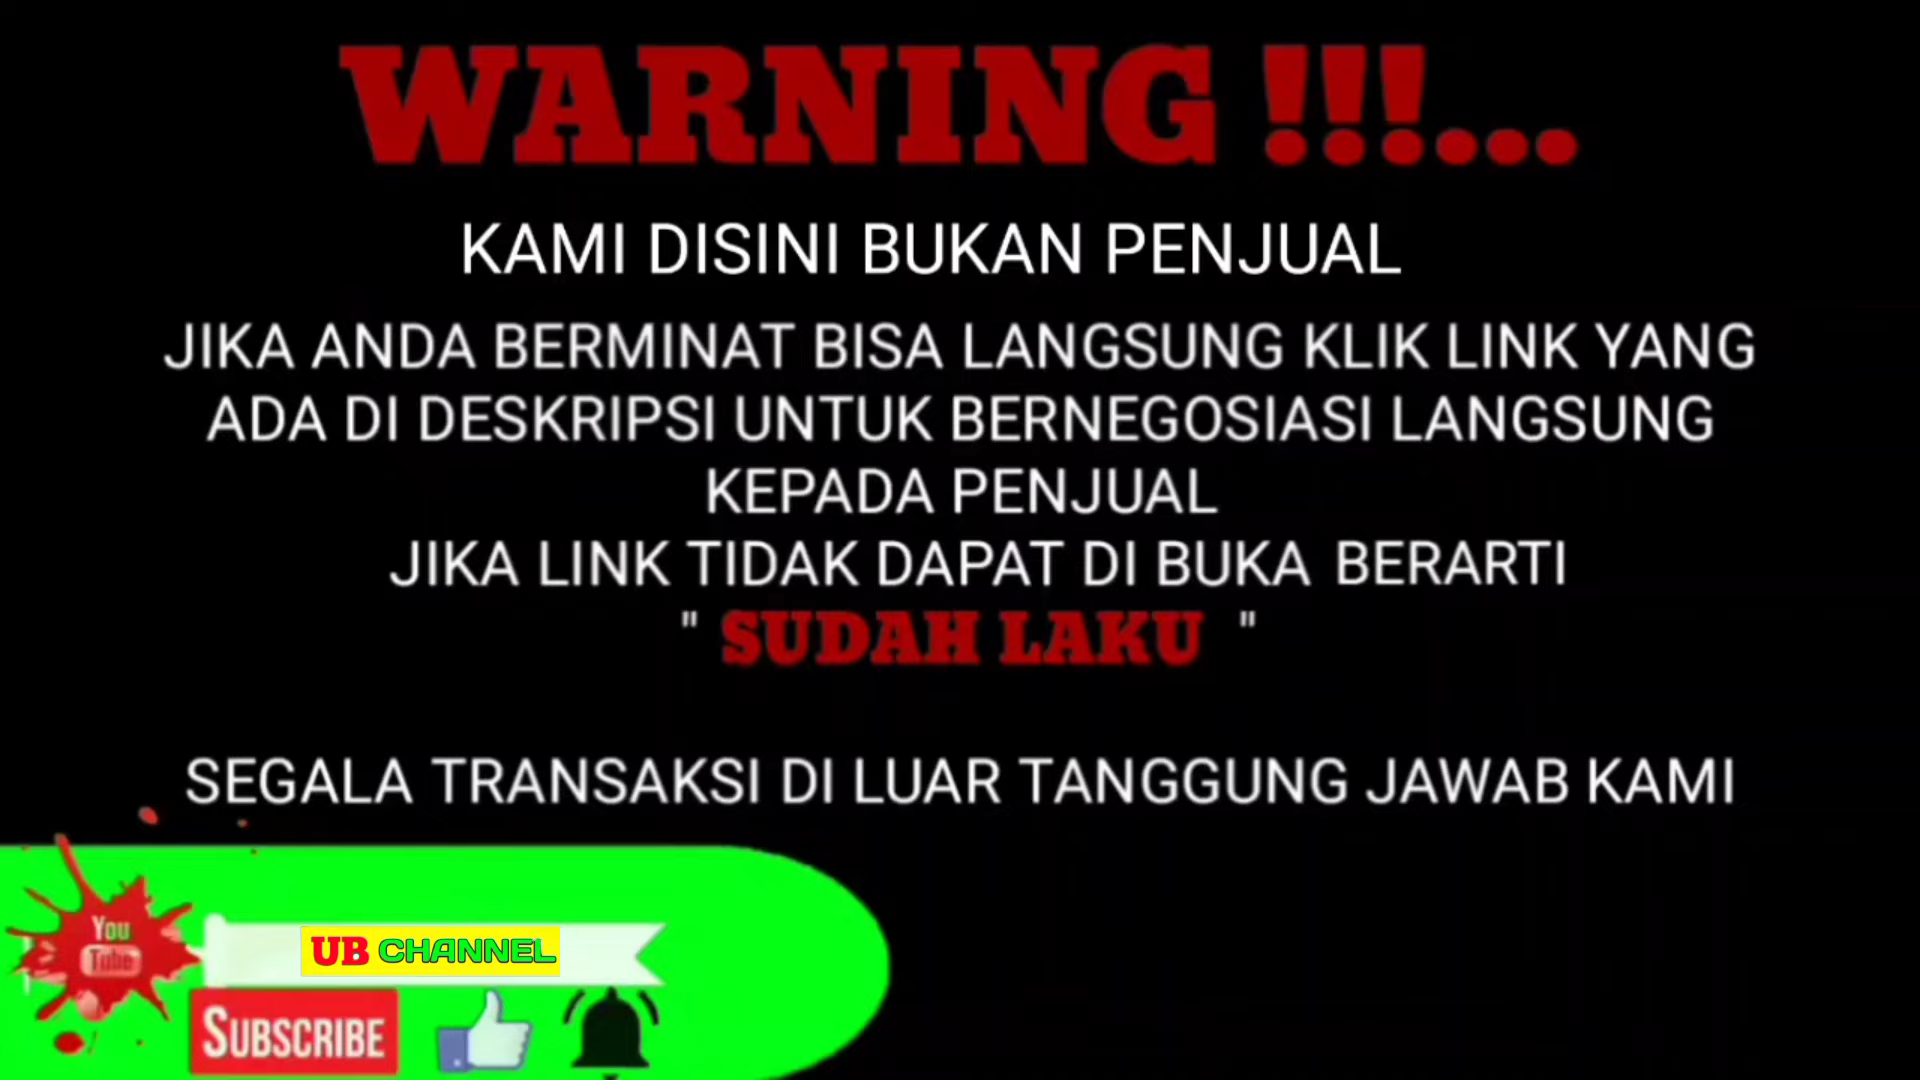 WARNING !!!...
KAMI DISINI BUKAN PENJUAL
JIKA ANDA BERMINAT BISA LANGSUNG KLIK LINK YANG
ADA DI DESKRIPSI UNTUK BERNEGOSIASI LANGSUNG
KEPADA PENJUAL
JIKA LINK TIDAK DAPAT DI BUKA BERARTI
" SUDAH LAKU "
SEGALA TRANSAKSI DI LUAR TANGGUNG JAWAB KAMI
You
Tube
UB CHANNEL
SUBSCRIBE